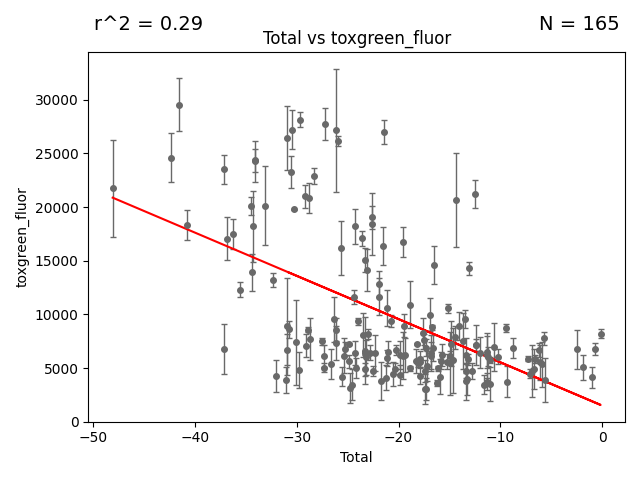 r^2 = 0.29
N = 165
Total vs toxgreen_fluor
toxgreen_fluor
30000
25000
20000
15000
10000
5000
0
−50
−40
−30
−20
−10
0
Total